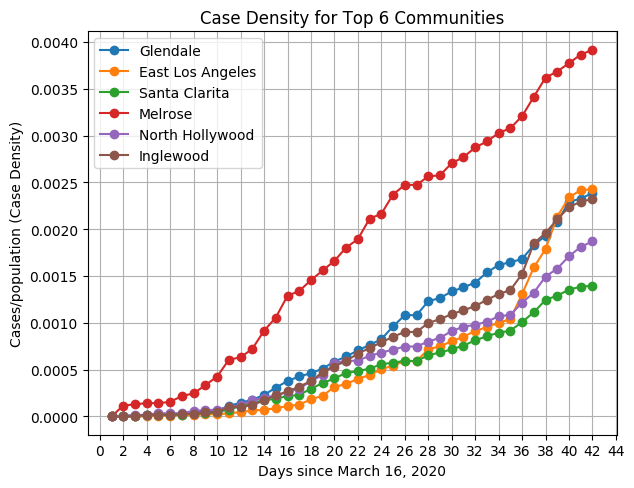 Case Density for Top 6 Communities
Glendale
East Los Angeles
Santa Clarita
Melrose
North Hollywood
Inglewood
Cases/population (Case Density)
0.0040
0.0035
0.0030
0.0025
0.0020
0.0015
0.0010
0.0005
0.0000
0 2 4 6 8 10 12 14 16 18 20 22 24 26 28 30 32 34 36 38 40 42 44
Days since March 16, 2020